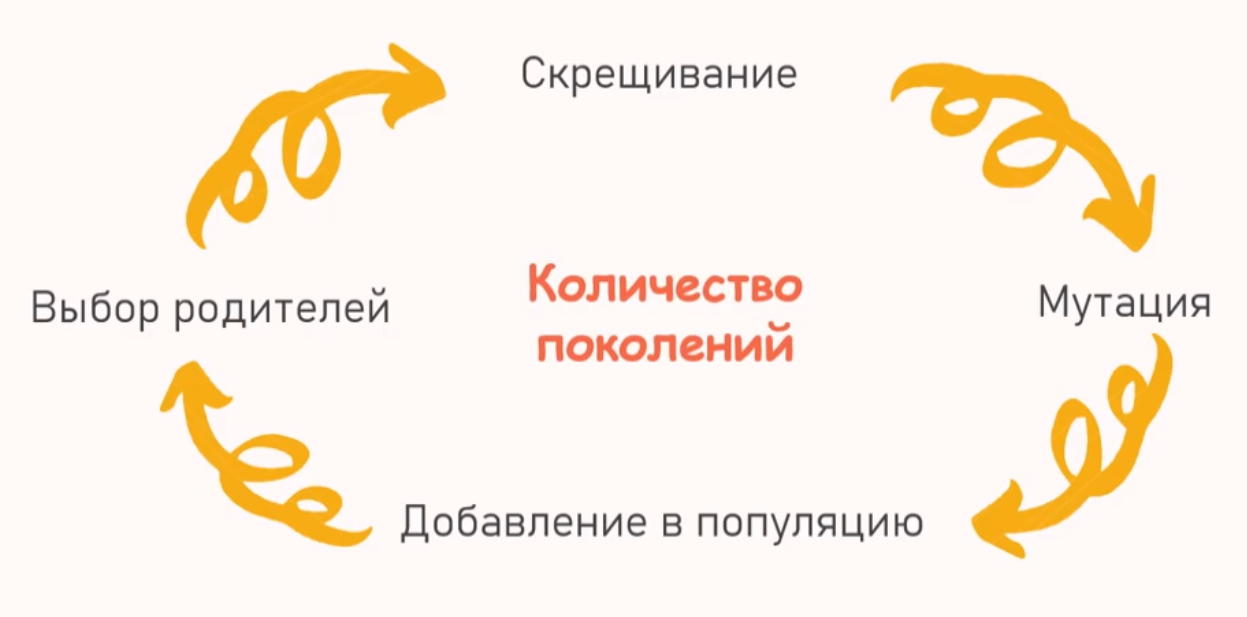 Скрещивание
Выбор родителей
Количество
поколений
Мутация
Добавление в популяцию